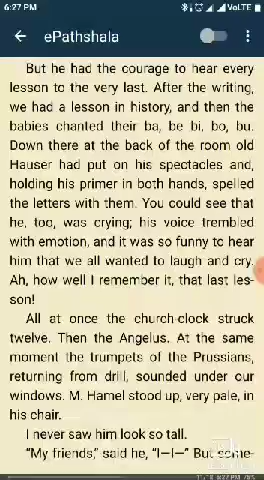 6:27 PM
VoLTE
ePathshala
But he had the courage to hear every
lesson to the very last. After the writing,
we had a lesson in history, and then the
babies chanted their ba, be bi, bo, bu.
Down there at the back of the room old
Hauser had put on his spectacles and,
holding his primer in both hands, spelled
the letters with them. You could see that
he, too, was crying; his voice trembled
with emotion, and it was so funny to hear
him that we all wanted to laugh and cry.
Ah, how well I remember it, that last les-
son!
All at once the church-clock struck
twelve. Then the Angelus. At the same
moment the trumpets of the Prussians,
returning from drill, sounded under our
windows. M. Hamel stood up, very pale, in
his chair.
I never saw him look so tall.
“My friends,” said he, “I—I—” But some-